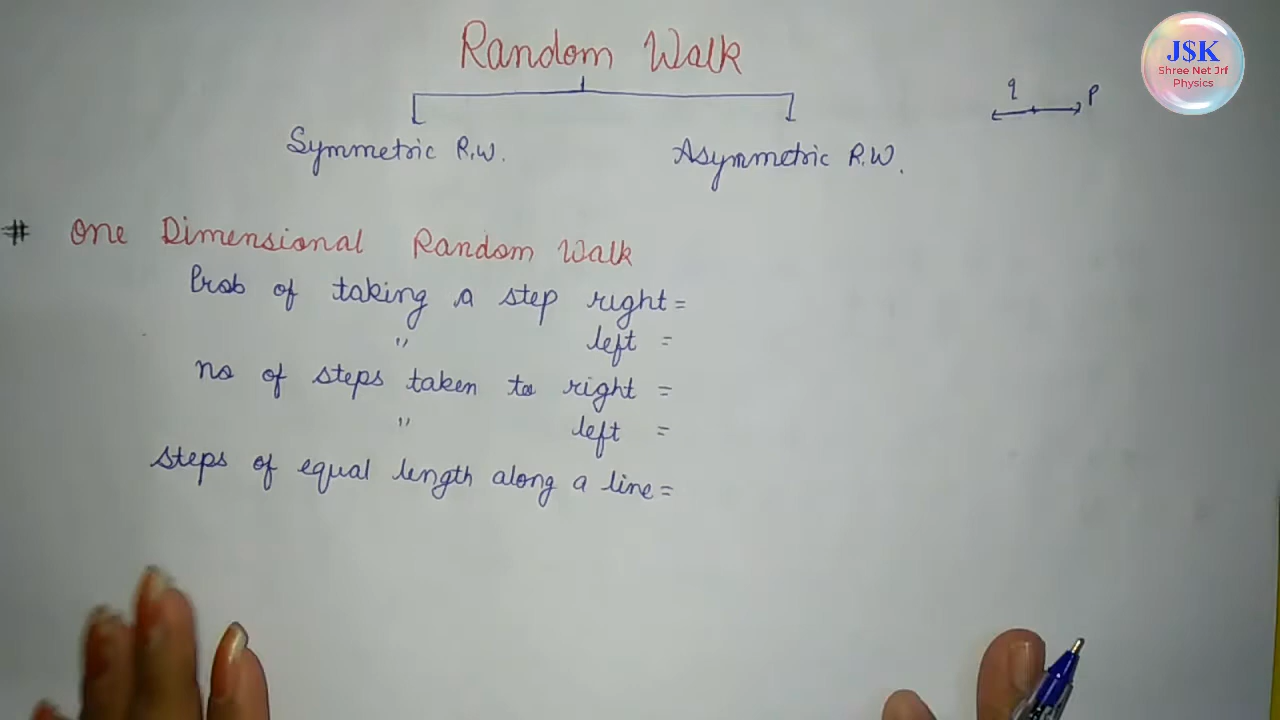 Random Walk
J$K
Shree Net Jrf
Physics
q P
Symmetric R.W.
Asymmetric R.W.
# One Dimensional Random Walk
Prob of taking a step right =
" left =
no of steps taken to right =
" left =
Steps of equal length along a line =